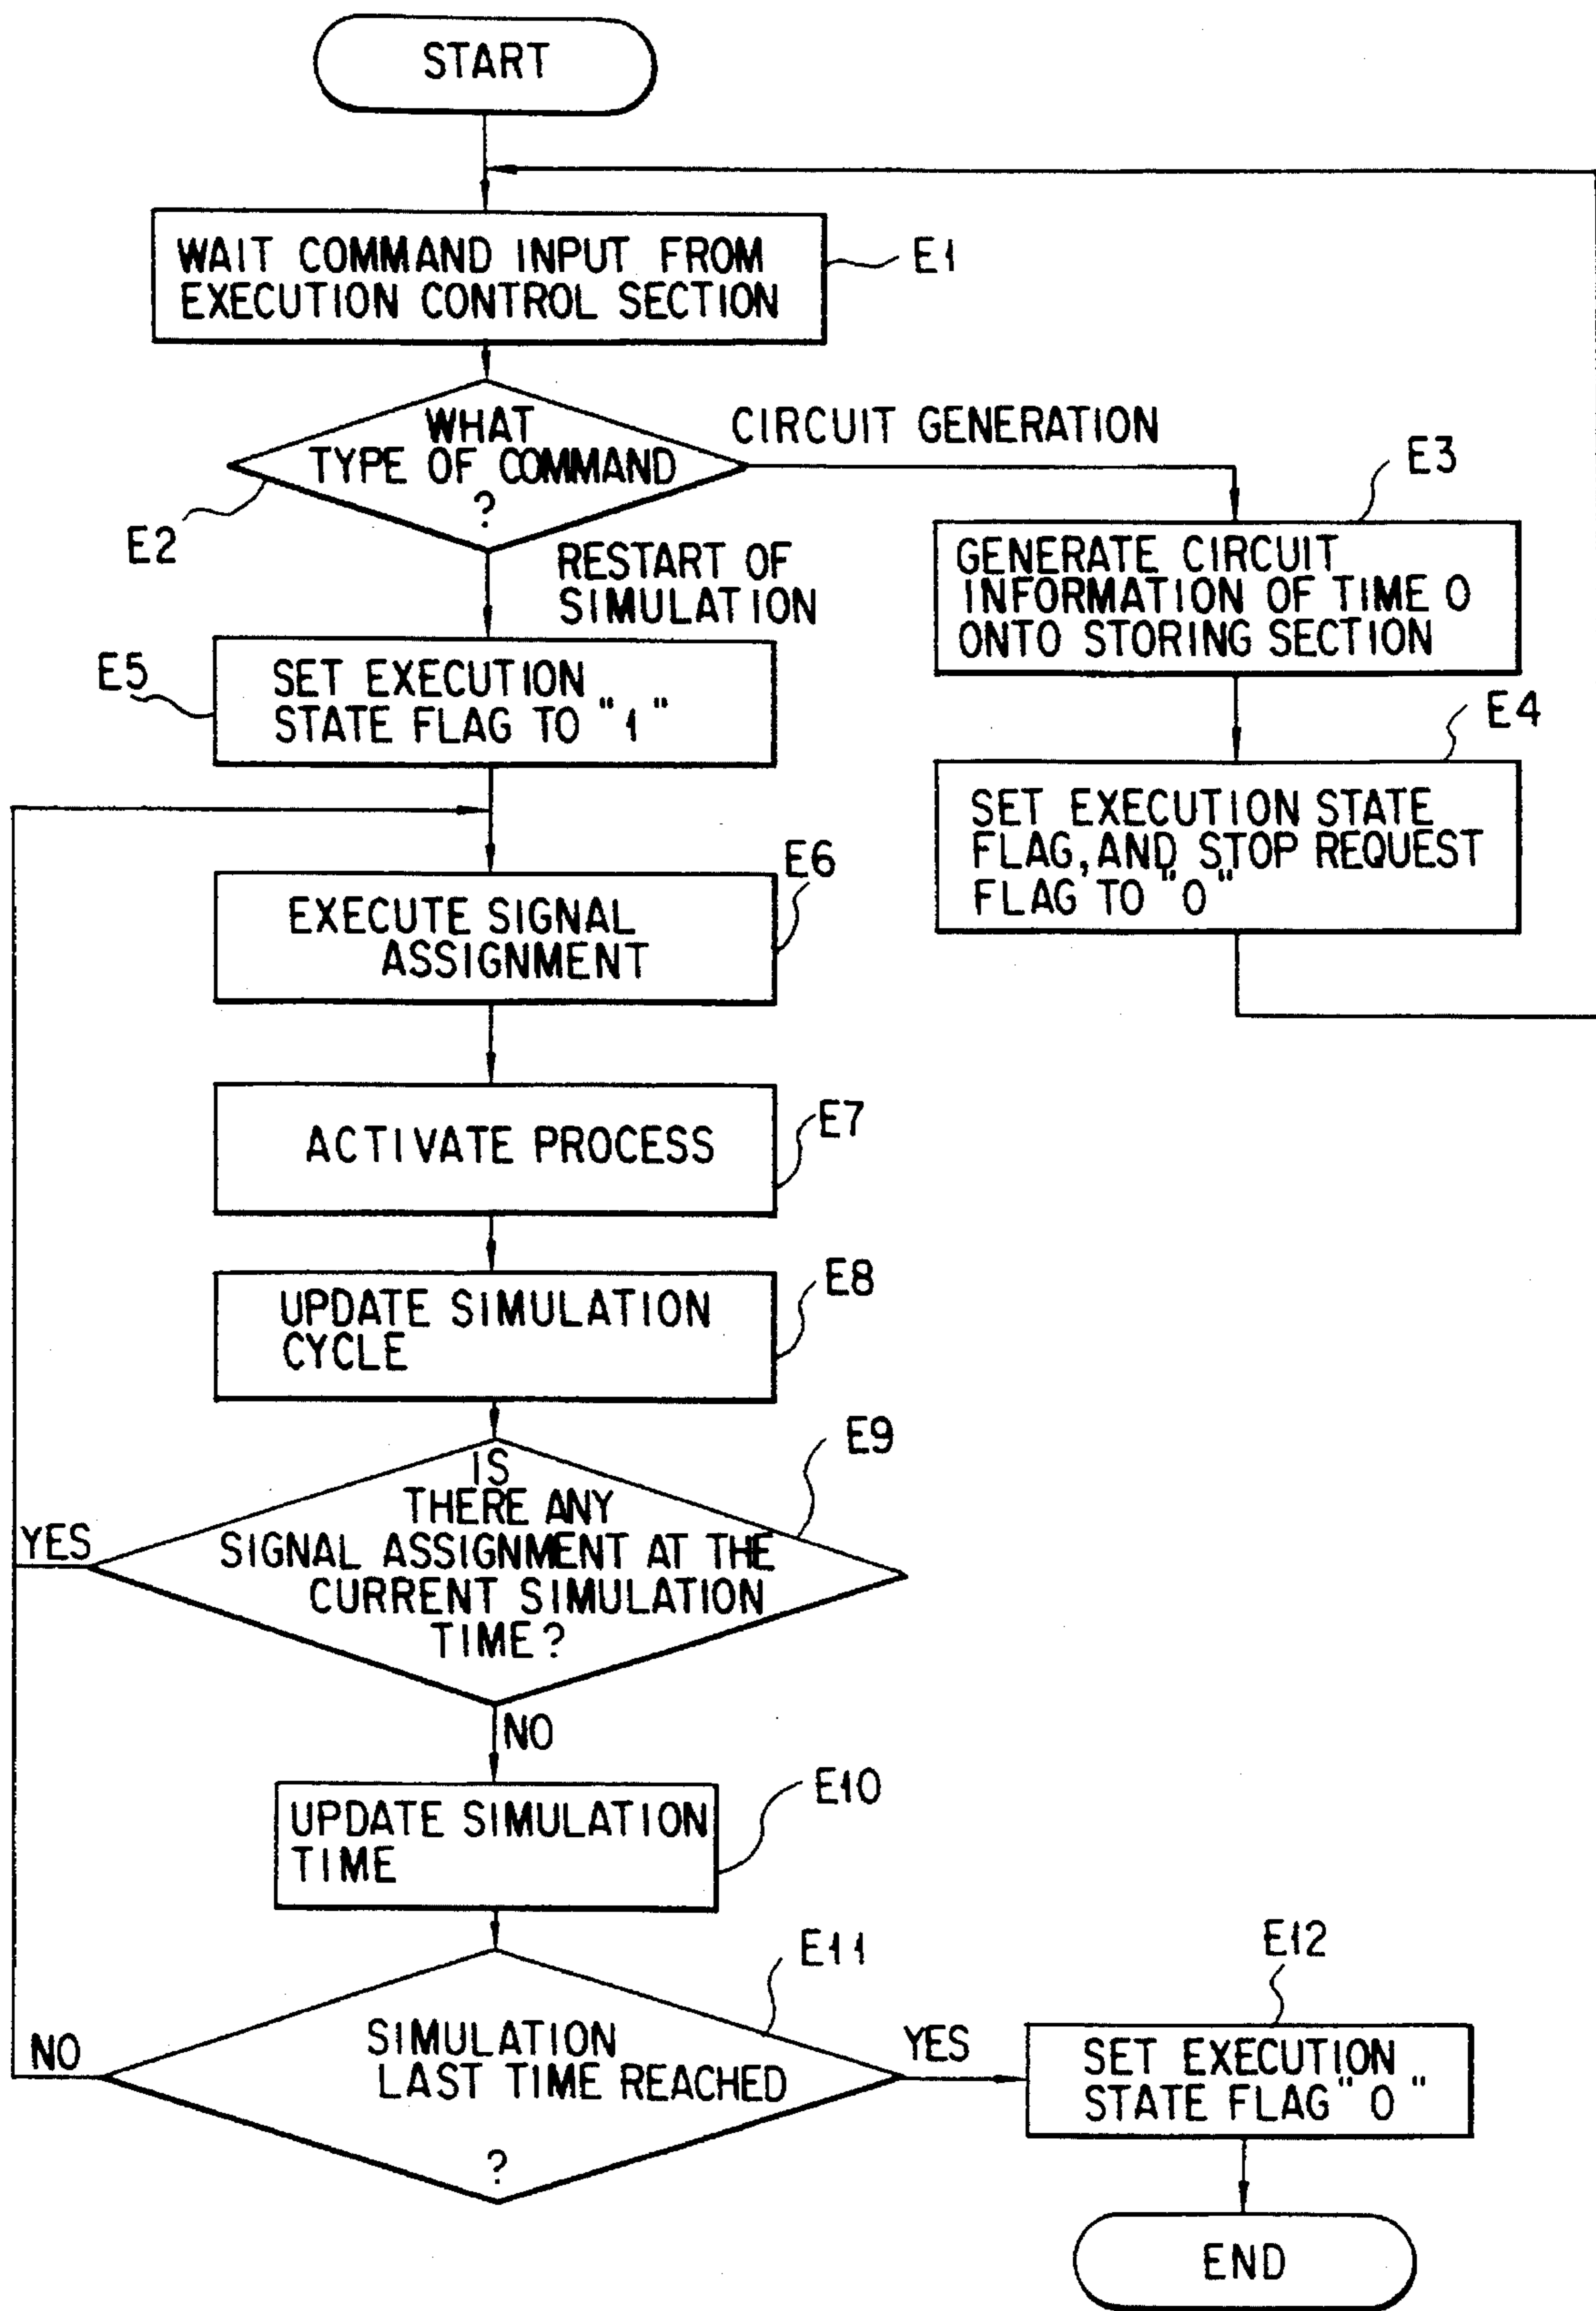 START
WAIT COMMAND INPUT FROM
EXECUTION CONTROL SECTION
E1
WHAT
TYPE OF COMMAND
?
E2
CIRCUIT GENERATION
E3
GENERATE CIRCUIT
INFORMATION OF TIME 0
ONTO STORING SECTION
E4
SET EXECUTION STATE
FLAG, AND STOP REQUEST
FLAG TO "0"
RESTART OF
SIMULATION
E5
SET EXECUTION
STATE FLAG TO "1"
E6
EXECUTE SIGNAL
ASSIGNMENT
E7
ACTIVATE PROCESS
E8
UPDATE SIMULATION
CYCLE
E9
IS
THERE ANY
SIGNAL ASSIGNMENT AT THE
CURRENT SIMULATION
TIME?
YES
NO
E10
UPDATE SIMULATION
TIME
E11
SIMULATION
LAST TIME REACHED
?
NO
YES
E12
SET EXECUTION
STATE FLAG "0"
END